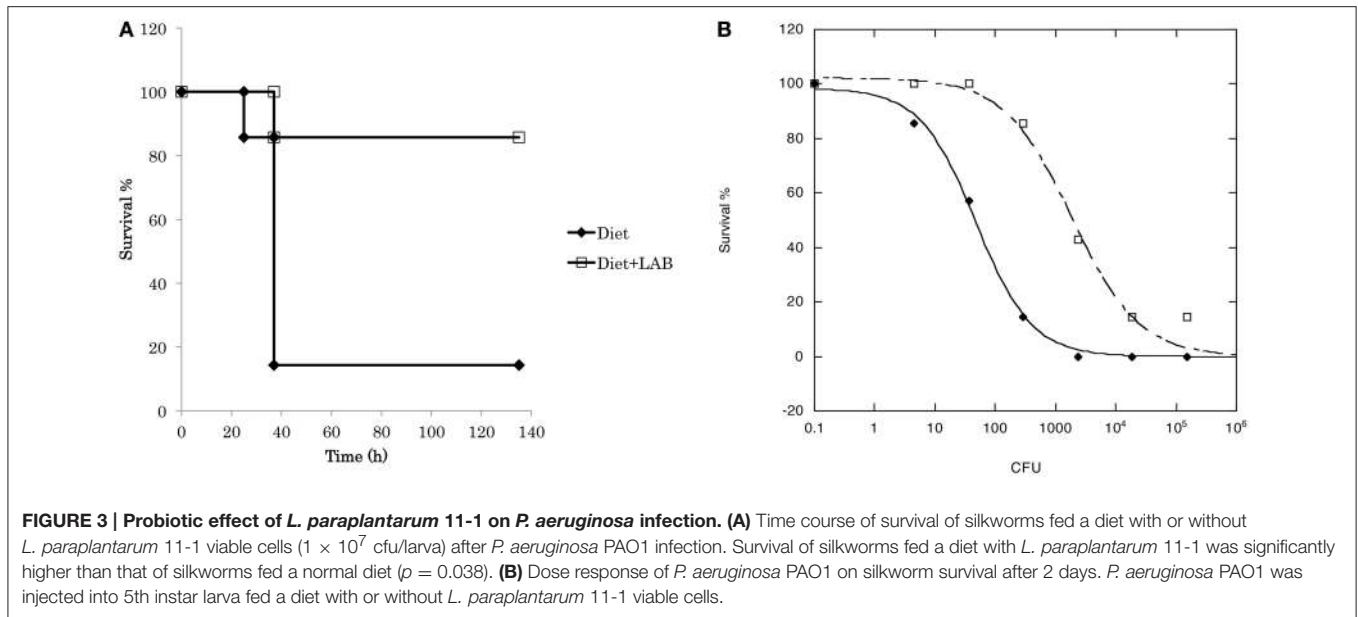 A
120
100
80
60
40
20
0
Survival %
0 20 40 60 80 100 120 140
Time (h)
Diet
Diet+LAB
B
120
100
80
60
40
20
0
-20
Survival %
0.1 1 10 100 1000 10⁴ 10⁵ 10⁶
CFU
FIGURE 3 | Probiotic effect of L. paraplantarum 11-1 on P. aeruginosa infection. (A) Time course of survival of silkworms fed a diet with or without
L. paraplantarum 11-1 viable cells (1 × 10⁷ cfu/larva) after P. aeruginosa PAO1 infection. Survival of silkworms fed a diet with L. paraplantarum 11-1 was significantly
higher than that of silkworms fed a normal diet (p = 0.038). (B) Dose response of P. aeruginosa PAO1 on silkworm survival after 2 days. P. aeruginosa PAO1 was
injected into 5th instar larva fed a diet with or without L. paraplantarum 11-1 viable cells.